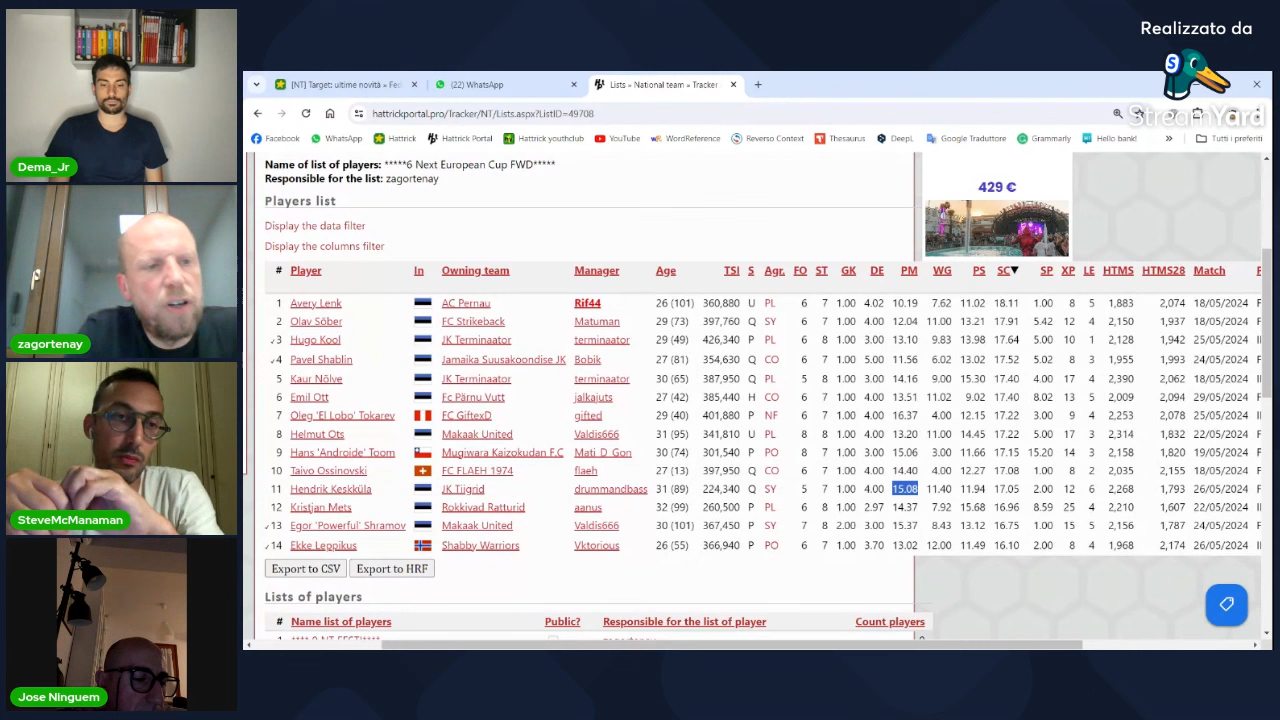 Realizzato da
StreamYard
Dema_Jr
zagortenay
SteveMcManaman
Jose Ninguem
[NT] Target: ultime novità » Fed
(22) WhatsApp
Lists » National team » Tracker
hattrickportal.pro/Tracker/NT/Lists.aspx?ListID=49708
Facebook WhatsApp Hattrick Hattrick Portal Hattrick youthclub YouTube WordReference Reverso Context Thesaurus DeepL Google Traduttore Grammarly Hello bank! » Tutti i preferiti
Name of list of players: *****6 Next European Cup FWD*****
Responsible for the list: zagortenay
429 €
Players list
Display the data filter
Display the columns filter
# Player In Owning team Manager Age TSI S Agr. FO ST GK DE PM WG PS SC▼ SP XP LE HTMS HTMS28 Match
1 Avery Lenk AC Pernau Rif44 26 (101) 360,880 U PL 6 7 1.00 4.02 10.19 7.62 11.02 18.11 1.00 8 5 1,883 2,074 18/05/2024
2 Olav Sõber FC Strikeback Matuman 29 (73) 397,760 Q SY 6 7 1.00 4.00 12.04 11.00 13.21 17.91 5.42 12 4 2,150 1,937 18/05/2024
✓3 Hugo Kool JK Terminaator terminaator 29 (49) 426,340 P PL 6 8 1.00 3.00 13.10 9.83 13.98 17.64 5.00 10 1 2,128 1,942 18/05/2024
✓4 Pavel Shablin Jamaika Suusakoondise JK Bobik 27 (81) 354,630 Q CO 6 7 1.00 5.00 11.56 6.02 13.02 17.52 5.02 8 3 1,955 24/05/2024
5 Kaur Nõlve JK Terminaator terminaator 30 (65) 387,950 Q PL 5 8 1.00 3.00 14.16 9.00 15.30 17.40 4.00 17 4 2,390 2,062 18/05/2024
6 Emil Ott Fc Pärnu Vutt jalkajuts 27 (42) 385,440 H CO 6 7 1.00 4.00 13.51 11.02 9.02 17.40 8.02 13 5 2,009 2,094 25/05/2024
7 Oleg 'El Lobo' Tokarev FC GiftexD gifted 29 (40) 401,880 P NF 6 7 1.00 4.00 16.37 4.00 12.15 17.22 3.00 9 4 2,253 2,078 25/05/2024
8 Helmut Ots Makaak United Valdis666 31 (95) 341,810 U PL 8 8 1.00 4.00 13.20 11.00 14.45 17.22 5.00 17 3 2,314 1,832 22/05/2024
9 Hans 'Androide' Toom Mugiwara Kaizokudan F.C Mati_D_Gon 30 (74) 301,540 P PO 8 7 1.00 3.00 15.06 3.00 11.66 17.15 15.20 14 3 2,208 1,820 23/05/2024
10 Taivo Ossinovski FC FLAEH 1974 flaeh 27 (13) 397,950 Q CO 6 7 1.00 4.00 14.40 4.00 12.27 17.08 1.00 8 2 2,035 2,155 18/05/2024
11 Hendrik Keskküla JK Tiigrid drummandbass 31 (89) 224,340 Q SY 5 7 1.00 4.00 15.08 11.40 11.94 17.05 2.00 12 6 2,266 1,793 26/05/2024
12 Kristjan Mets Rokkivad Ratturid aanus 32 (99) 260,500 P PL 6 8 1.00 2.97 14.37 7.92 15.68 16.96 8.59 25 4 2,210 1,607 22/05/2024
✓13 Egor 'Powerful' Shramov Makaak United Valdis666 30 (101) 367,450 P SY 7 8 2.00 3.00 15.37 8.43 13.12 16.75 1.00 15 5 2,156 1,787 24/05/2024
✓14 Ekke Leppikus Shabby Warriors Vktorious 26 (55) 366,940 P PO 6 7 1.00 3.70 13.02 12.00 11.49 16.10 2.00 8 4 1,968 2,174 26/05/2024
Export to CSV Export to HRF
Lists of players
# Name list of players Public? Responsible for the list of player Count players